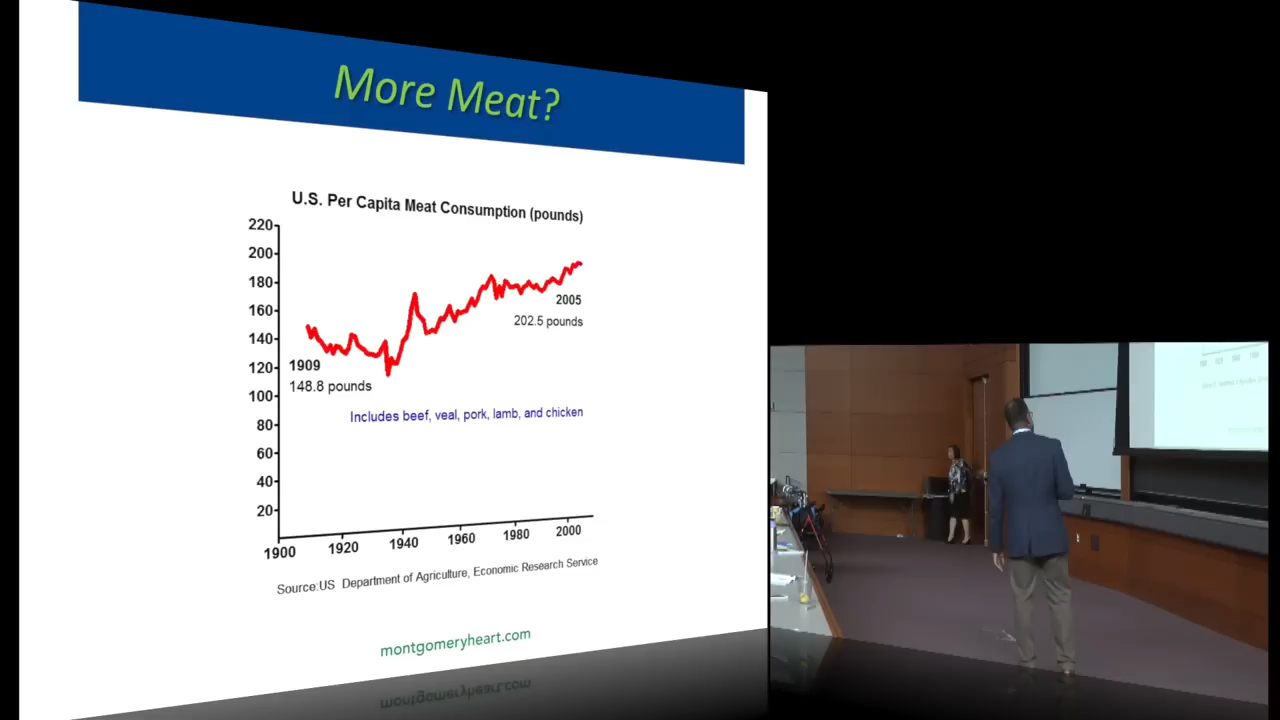 More Meat?
U.S. Per Capita Meat Consumption (pounds)
220
200
180
160
140
120
100
80
60
40
20
2005
202.5 pounds
1909
148.8 pounds
Includes beef, veal, pork, lamb, and chicken
1900 1920 1940 1960 1980 2000
Source:US Department of Agriculture, Economic Research Service
montgomeryheart.com